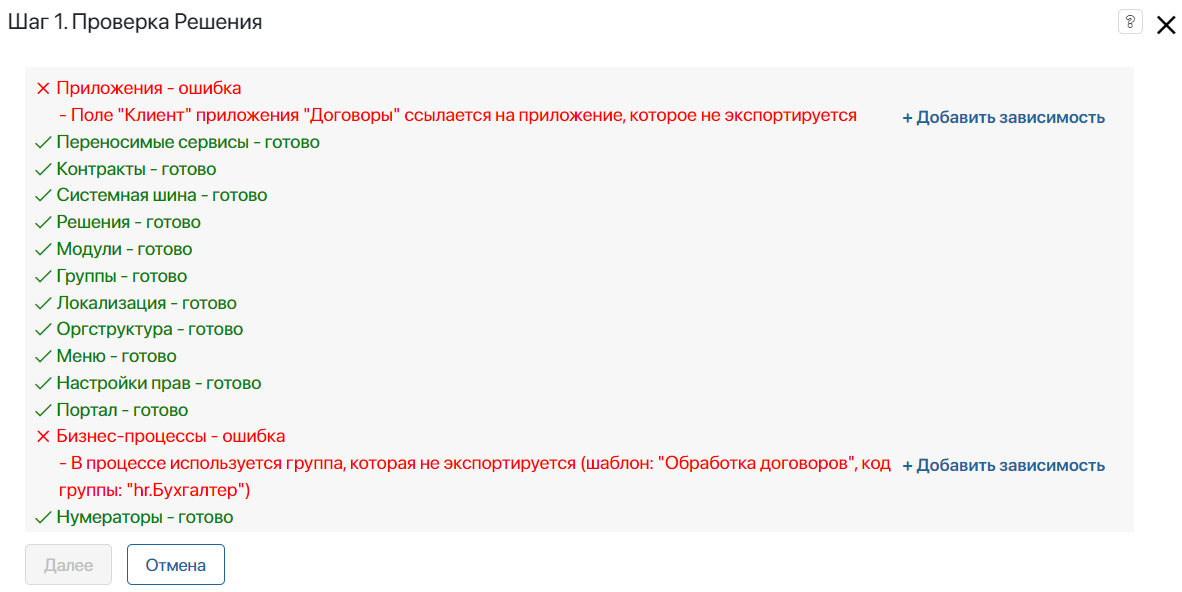 Шаг 1. Проверка Решения
?
Приложения - ошибка
- Поле "Клиент" приложения "Договоры" ссылается на приложение, которое не экспортируется
+ Добавить зависимость
Переносимые сервисы - готово
Контракты - готово
Системная шина - готово
Решения - готово
Модули - готово
Группы - готово
Локализация - готово
Оргструктура - готово
Меню - готово
Настройки прав - готово
Портал - готово
Бизнес-процессы - ошибка
- В процессе используется группа, которая не экспортируется (шаблон: "Обработка договоров", код
+ Добавить зависимость
группы: "hr.Бухгалтер")
Нумераторы - готово
Далее
Отмена